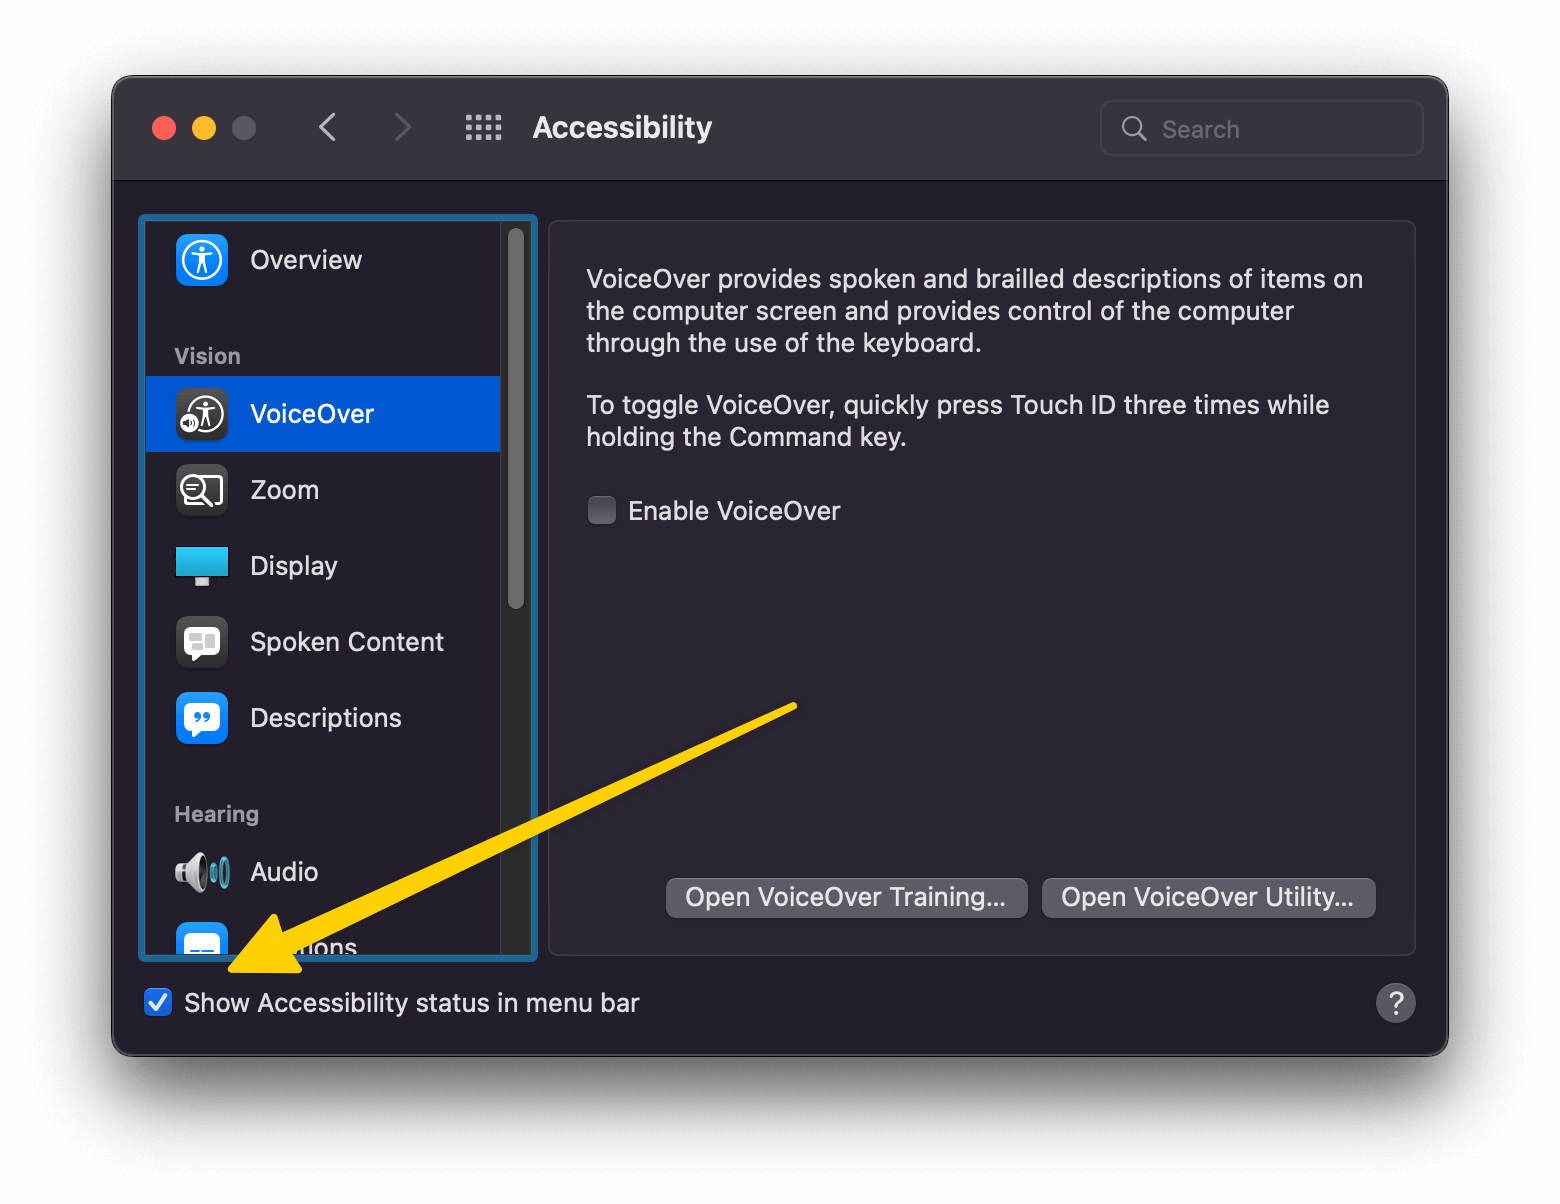 Accessibility
Search
Overview
Vision
VoiceOver
Zoom
Display
Spoken Content
Descriptions
Hearing
Audio
VoiceOver provides spoken and brailled descriptions of items on
the computer screen and provides control of the computer
through the use of the keyboard.
To toggle VoiceOver, quickly press Touch ID three times while
holding the Command key.
Enable VoiceOver
Open VoiceOver Training...
Open VoiceOver Utility...
Show Accessibility status in menu bar
?